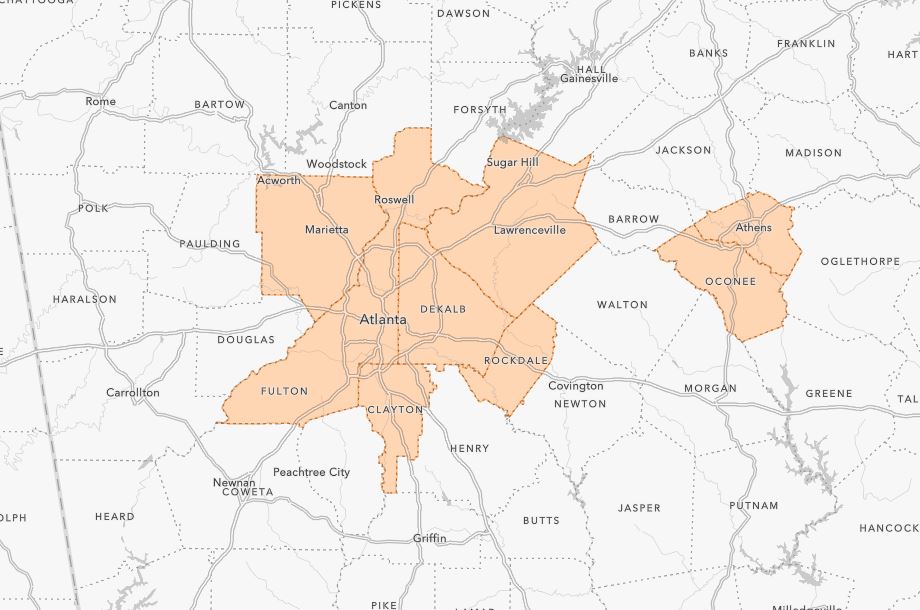 CHATTOOGA
PICKENS
DAWSON
BANKS
FRANKLIN
HART
HALL
Gainesville
Rome
BARTOW
Canton
FORSYTH
JACKSON
MADISON
Woodstock
Sugar Hill
Acworth
Roswell
POLK
BARROW
Athens
Marietta
Lawrenceville
PAULDING
OGLETHORPE
OCONEE
HARALSON
DEKALB
WALTON
Atlanta
DOUGLAS
ROCKDALE
Covington
MORGAN
Carrollton
FULTON
NEWTON
GREENE
TAL
CLAYTON
HENRY
Peachtree City
Newnan
COWETA
JASPER
PUTNAM
OLPH
HEARD
BUTTS
HANCOCK
Griffin
PIKE
LAMAR
Milledgeville